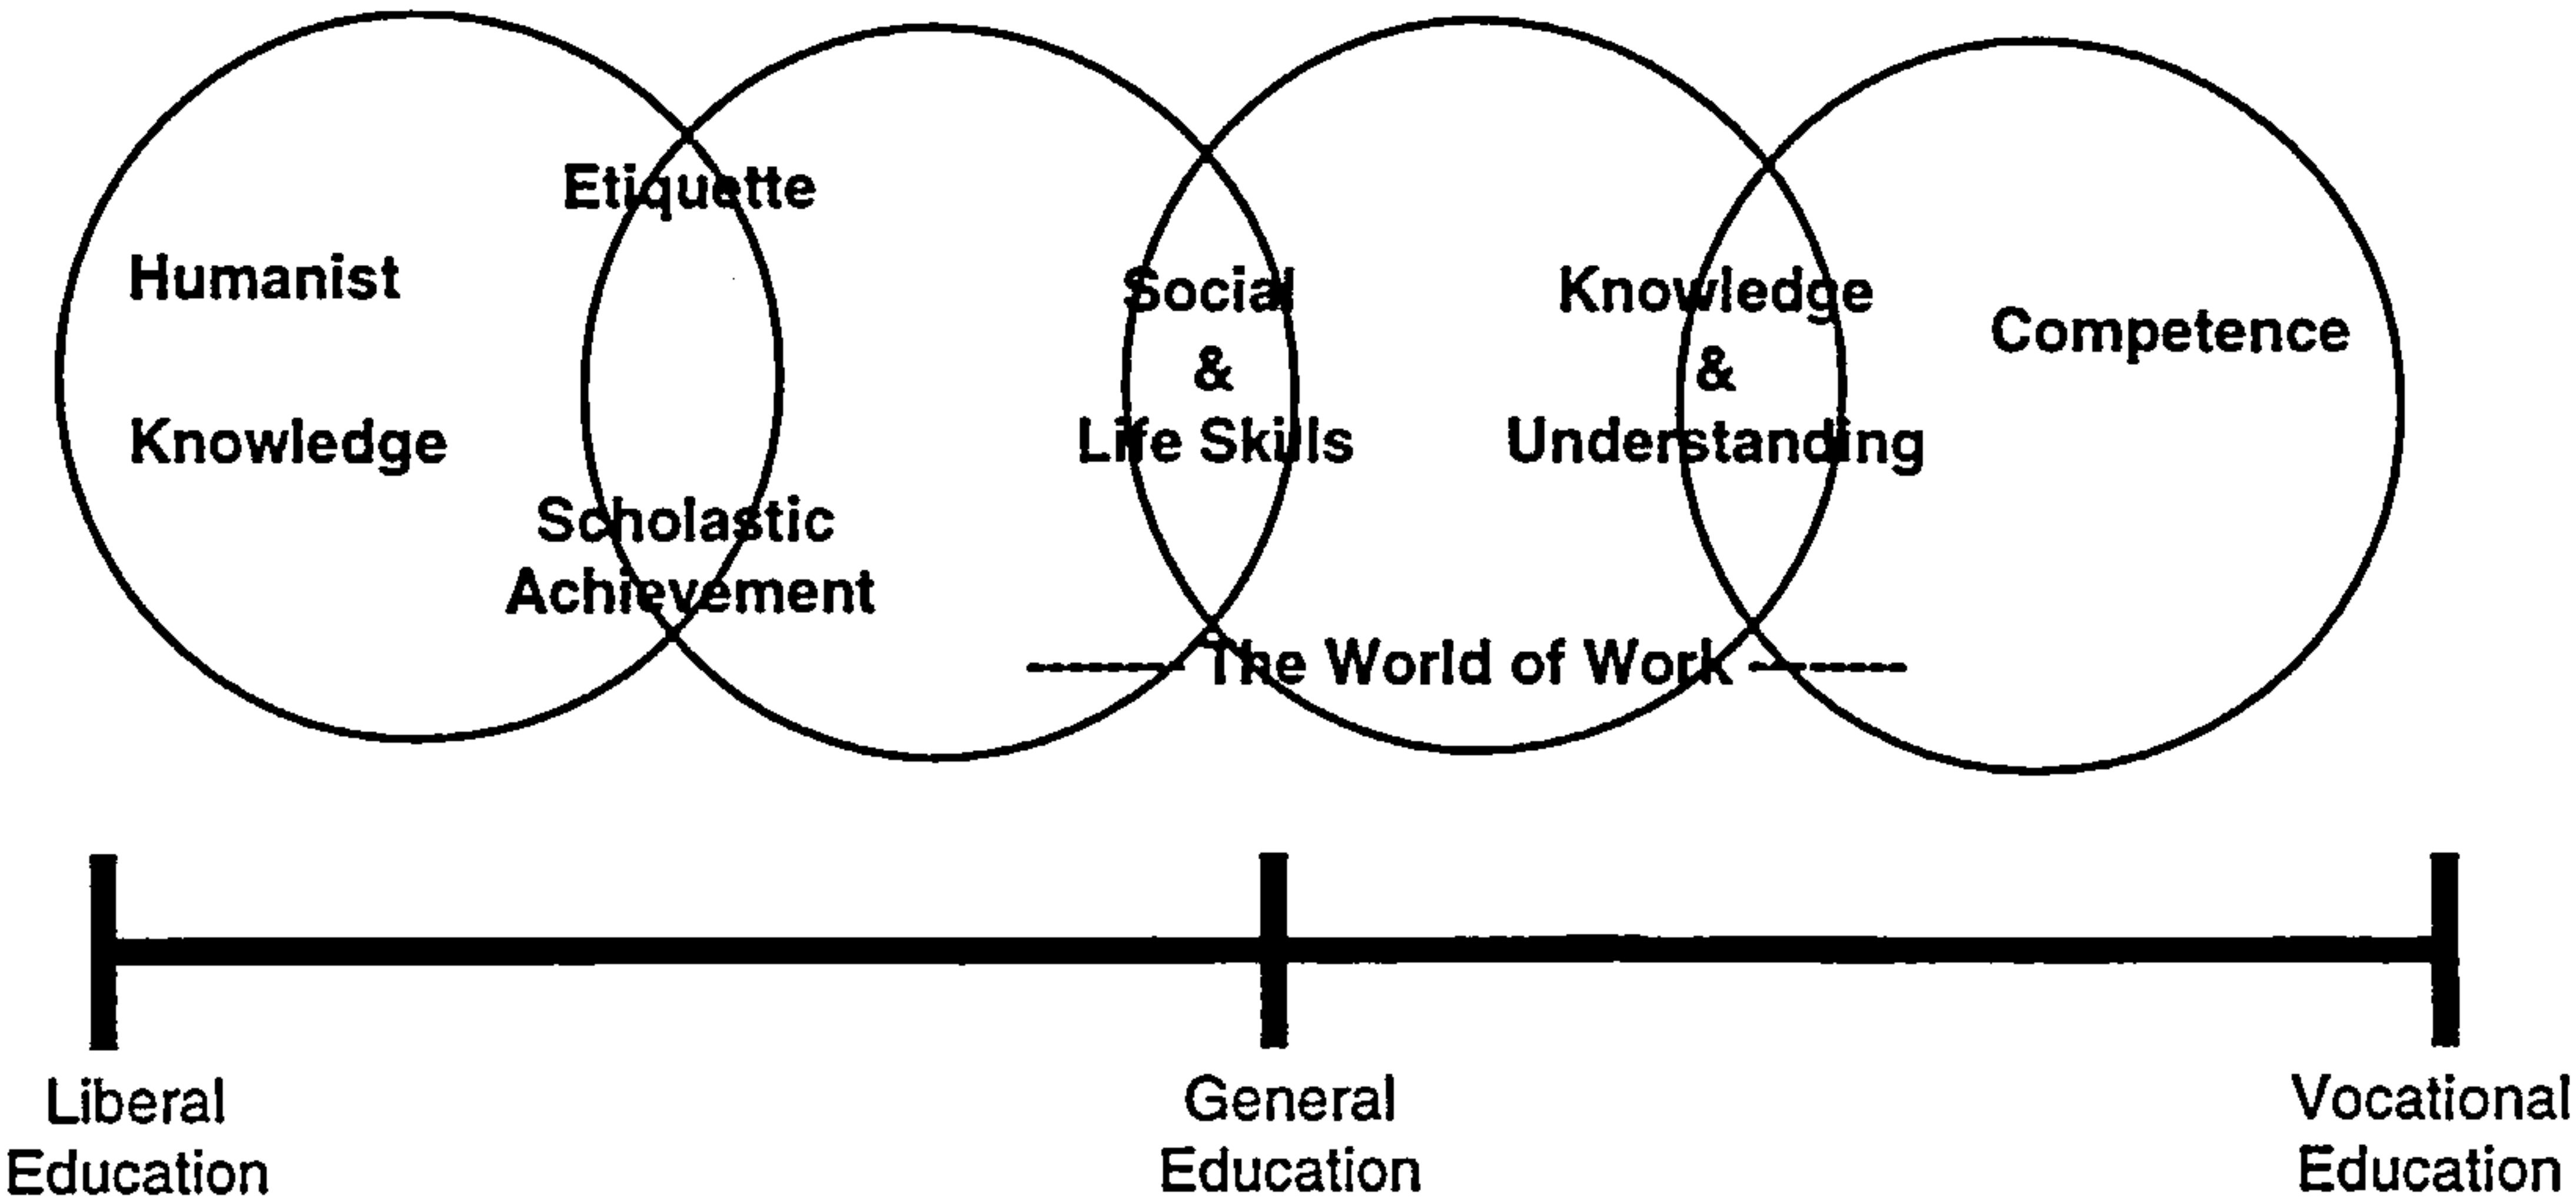 Etiquette
Humanist
Knowledge
Scholastic
Achievement
Social
&
Life Skills
Knowledge
&
Understanding
Competence
The World of Work
Liberal
Education
General
Education
Vocational
Education